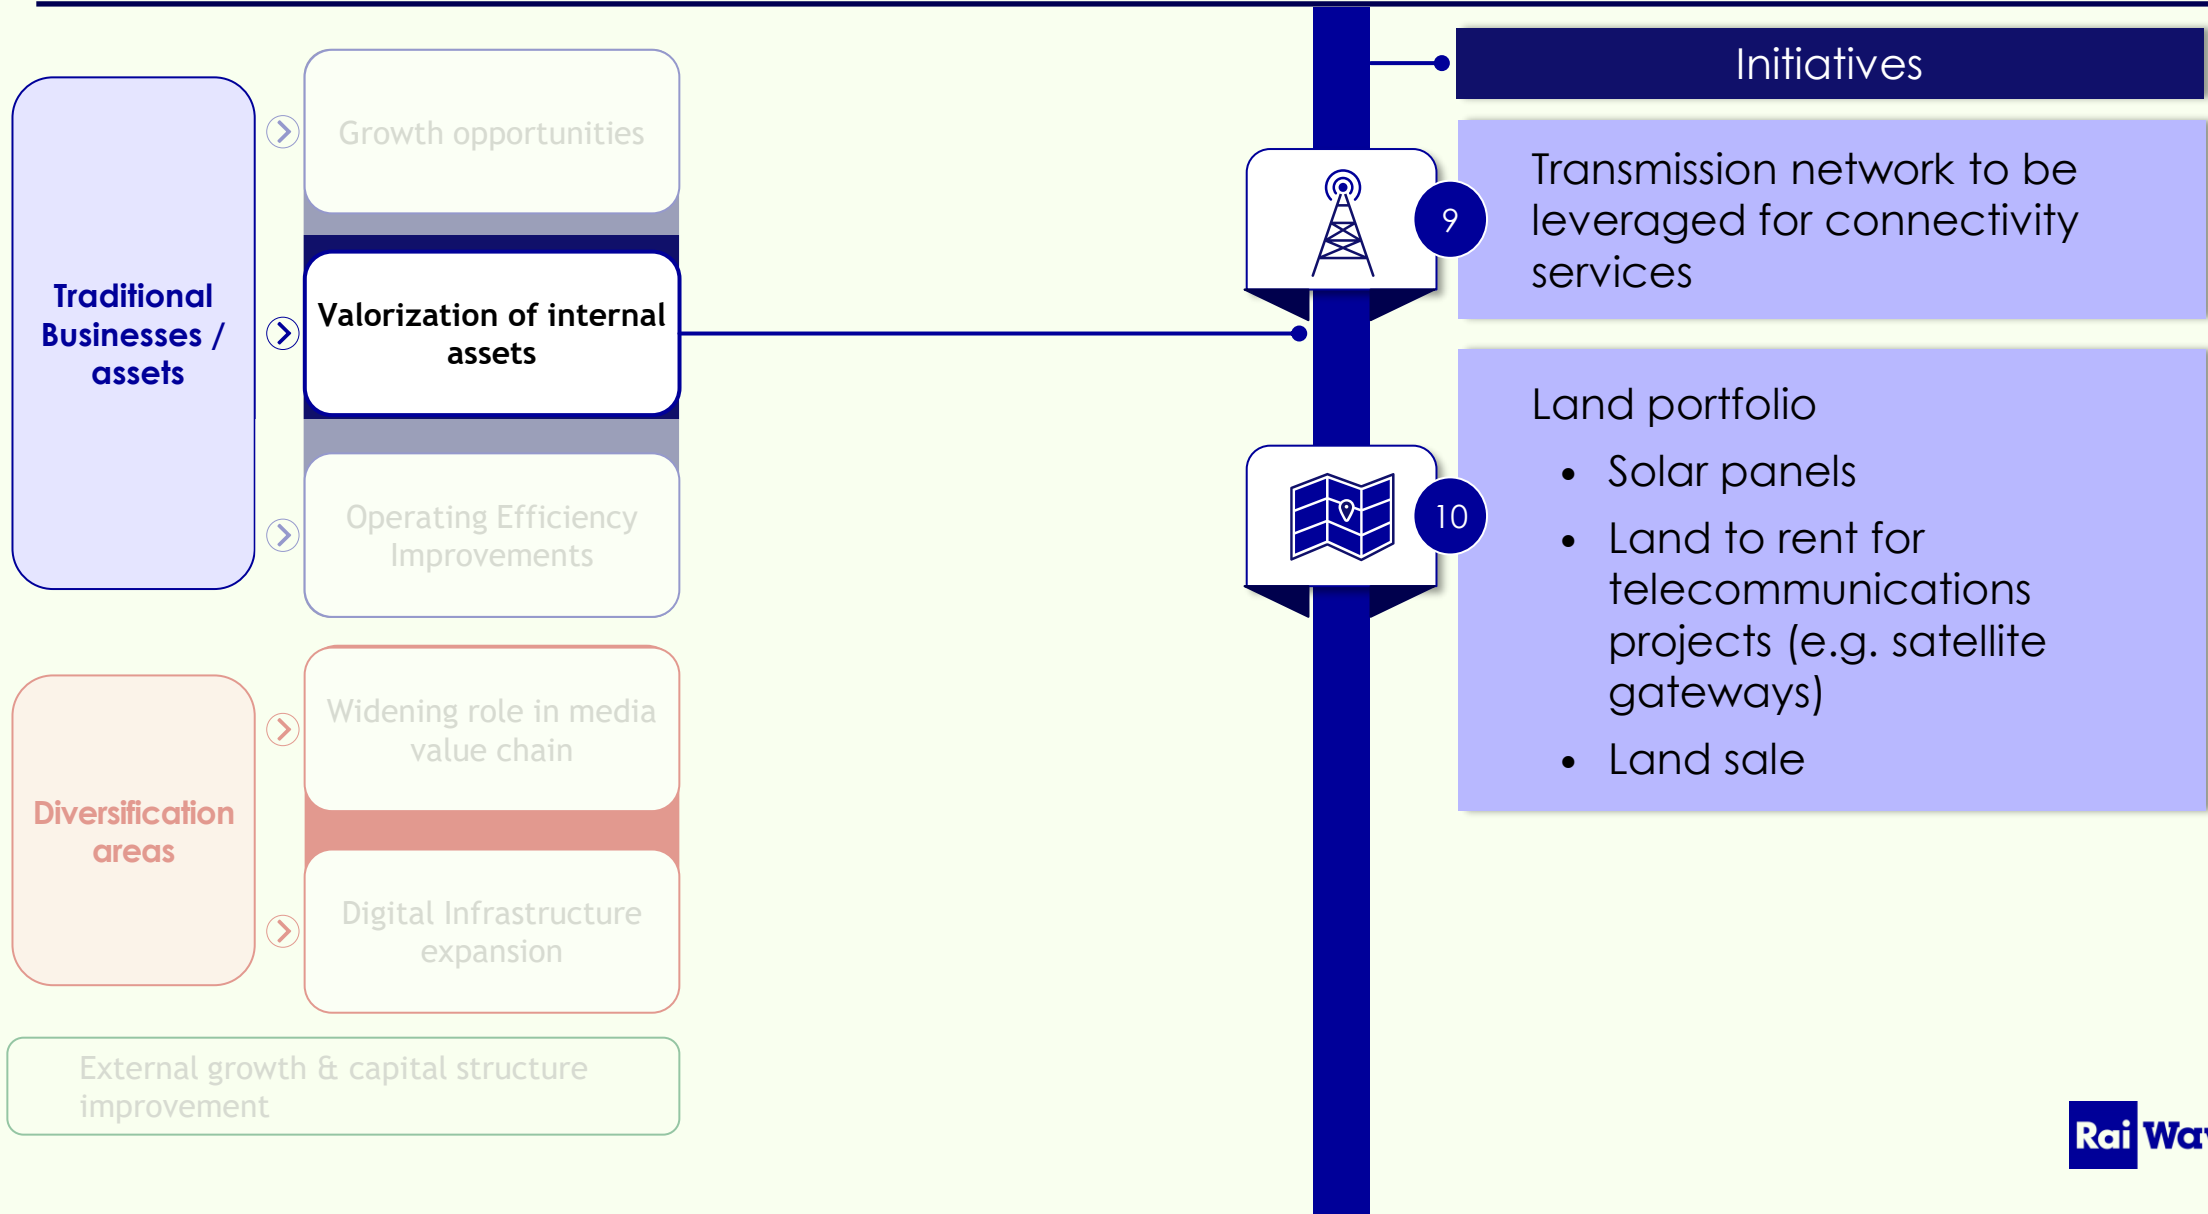 Traditional
Businesses /
assets
Growth opportunities
Valorization of internal
assets
Operating Efficiency
Improvements
Diversification
areas
Widening role in media
value chain
Digital Infrastructure
expansion
External growth & capital structure
improvement
Initiatives
9
Transmission network to be
leveraged for connectivity
services
10
Land portfolio
• Solar panels
• Land to rent for
telecommunications
projects (e.g. satellite
gateways)
• Land sale
Rai